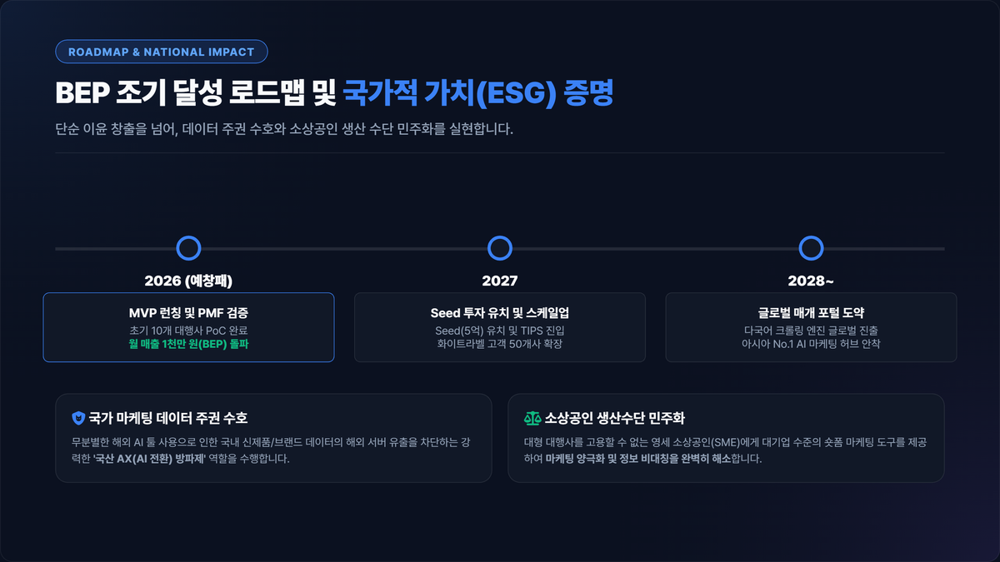 ROADMAP & NATIONAL IMPACT
BEP 조기 달성 로드맵 및 국가적 가치(ESG) 증명
단순 이윤 창출을 넘어, 데이터 주권 수호와 소상공인 생산 수단 민주화를 실현합니다.
2026 (예창패)
MVP 런칭 및 PMF 검증
초기 10개 대행사 PoC 완료
월 매출 1천만 원(BEP) 돌파
2027
Seed 투자 유치 및 스케일업
Seed(5억) 유치 및 TIPS 진입
화이트라벨 고객 50개사 확장
2028~
글로벌 매개 포털 도약
다국어 크롤링 엔진 글로벌 진출
아시아 No.1 AI 마케팅 허브 안착
국가 마케팅 데이터 주권 수호
무분별한 해외 AI 툴 사용으로 인한 국내 신제품/브랜드 데이터의 해외 서버 유출을 차단하는 강
력한 '국산 AX(AI 전환) 방파제' 역할을 수행합니다.
소상공인 생산수단 민주화
대형 대행사를 고용할 수 없는 영세 소상공인(SME)에게 대기업 수준의 숏폼 마케팅 도구를 제공
하여 마케팅 양극화 및 정보 비대칭을 완벽히 해소합니다.